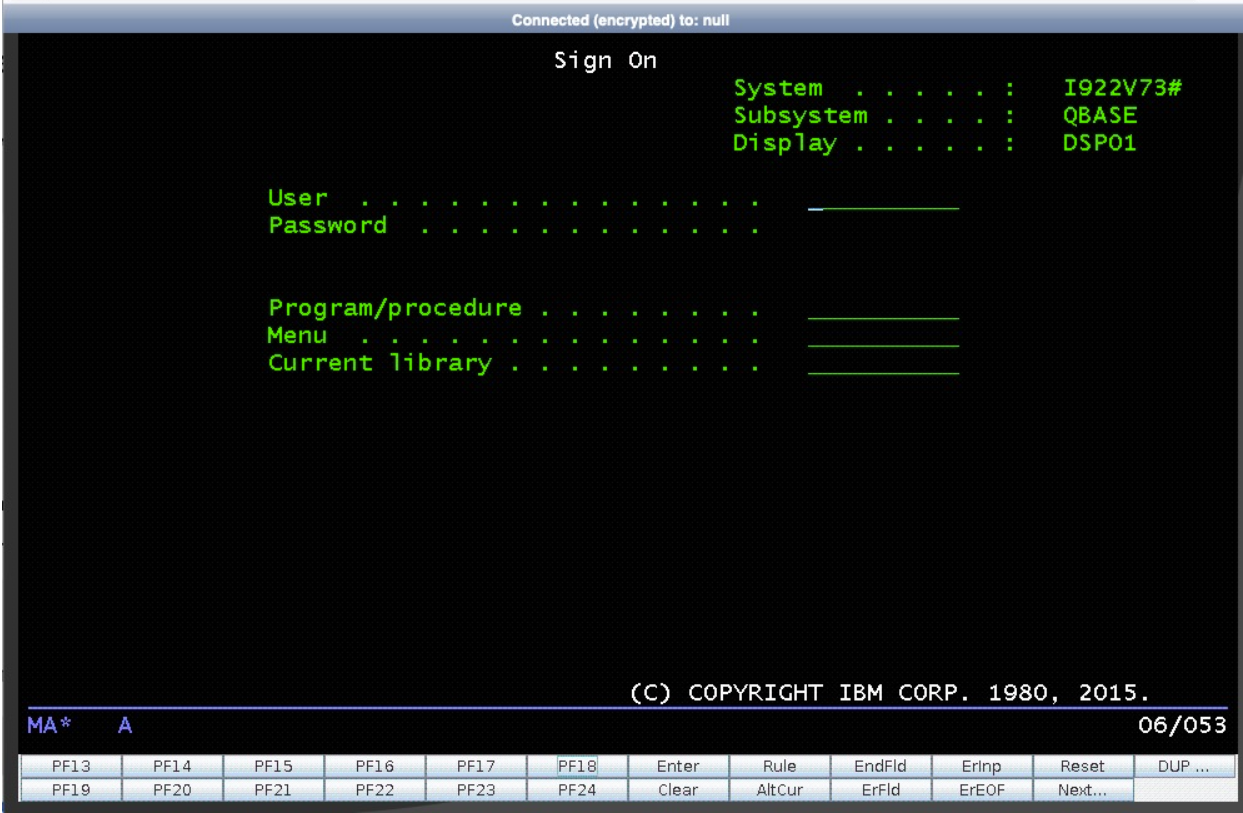 Connected (encrypted) to: null
Sign On
System . . . . . : I922V73#
Subsystem . . . . : QBASE
Display . . . . . : DSP01
User . . . . . . . . . . . . . .
Password . . . . . . . . . . . .
Program/procedure . . . . . . . .
Menu . . . . . . . . . . . . . .
Current library . . . . . . . . .
(C) COPYRIGHT IBM CORP. 1980, 2015.
MA* A 06/053
PF13 PF14 PF15 PF16 PF17 PF18 Enter Rule EndFld ErInp Reset DUP ...
PF19 PF20 PF21 PF22 PF23 PF24 Clear AltCur ErFld ErEOF Next...